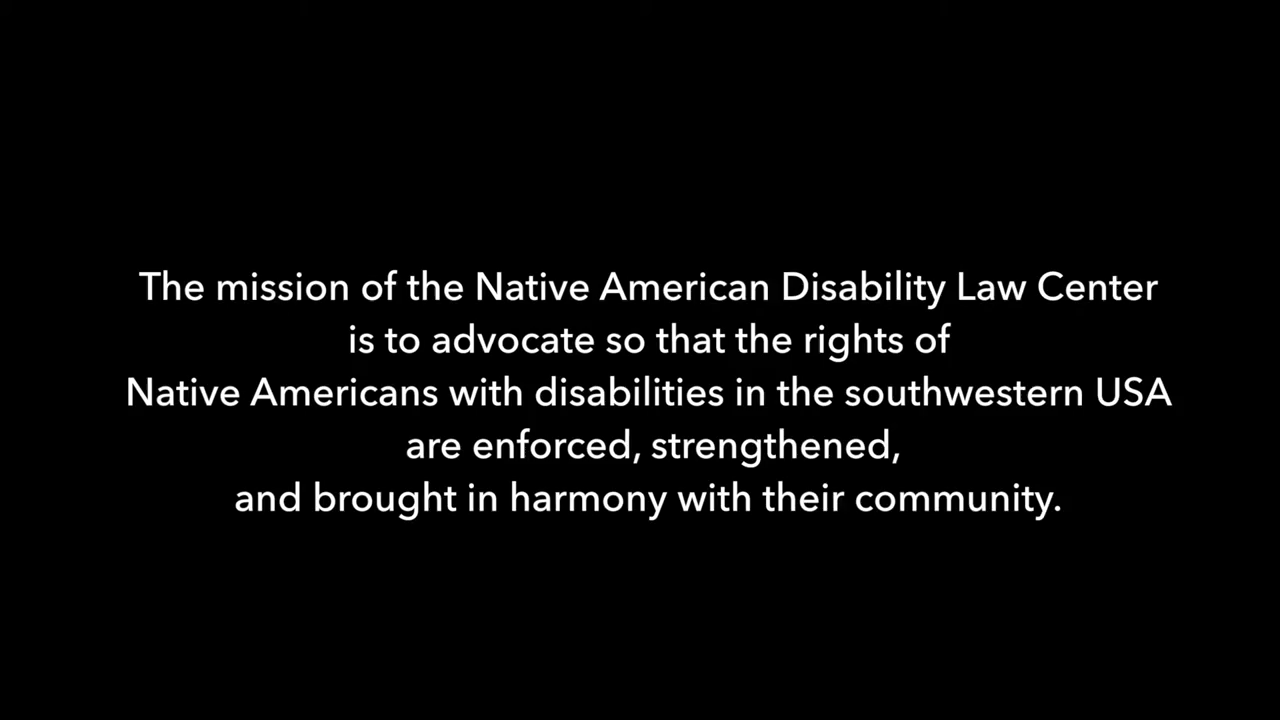 The mission of the Native American Disability Law Center
is to advocate so that the rights of
Native Americans with disabilities in the southwestern USA
are enforced, strengthened,
and brought in harmony with their community.